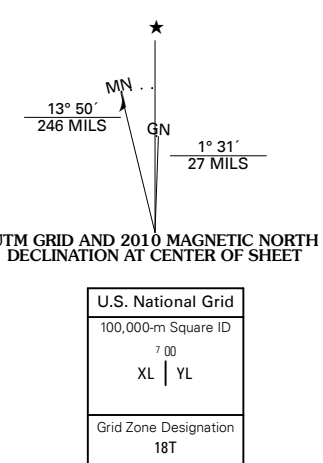 ★
MN
GN
13° 50´
246 MILS
1° 31´
27 MILS
UTM GRID AND 2010 MAGNETIC NORTH
DECLINATION AT CENTER OF SHEET
U.S. National Grid
100,000-m Square ID
7 00
XL | YL
Grid Zone Designation
18T